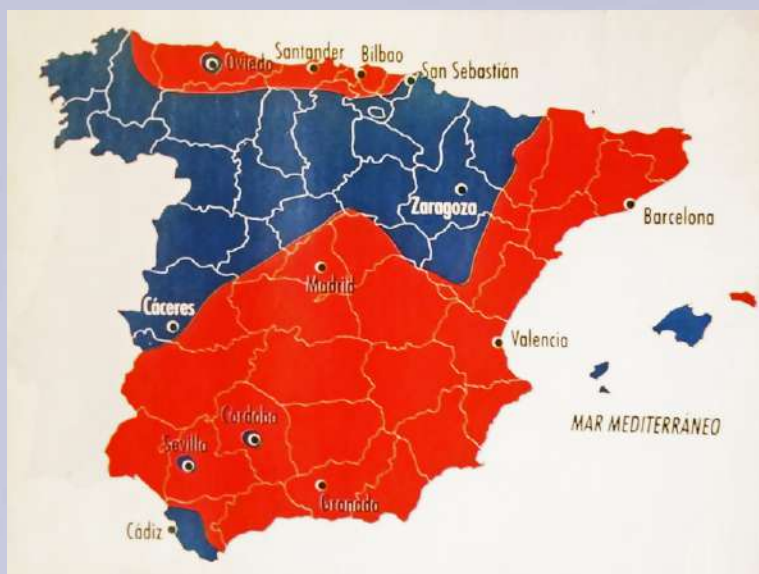 Oviedo
Santander
Bilbao
San Sebastián
Zaragoza
Barcelona
Madrid
Cáceres
Valencia
MAR MEDITERRÁNEO
Córdoba
Sevilla
Granada
Cádiz